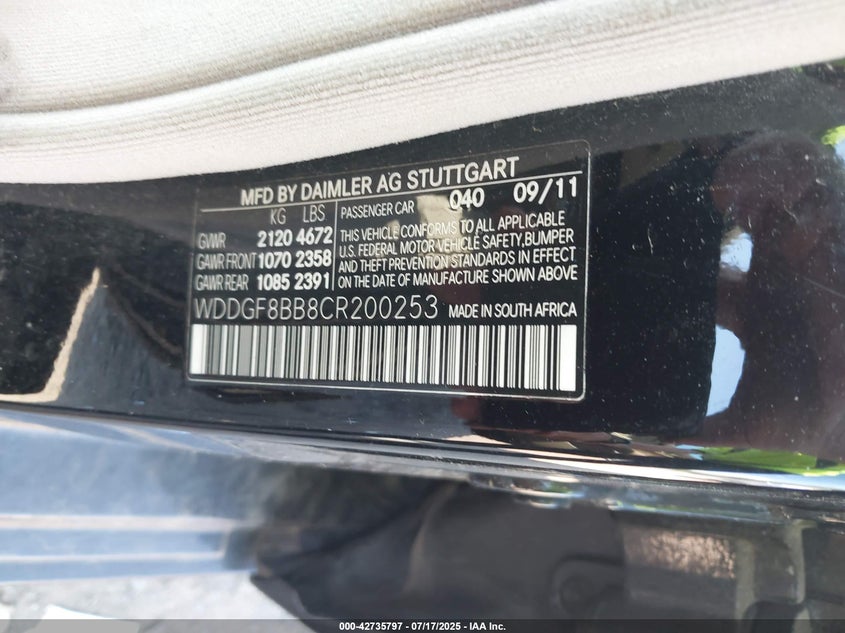 MFD BY DAIMLER AG STUTTGART
KG LBS
GVWR 2120 4672
GAWR FRONT 1070 2358
GAWR REAR 1085 2391
PASSENGER CAR 040 09/11
THIS VEHICLE CONFORMS TO ALL APPLICABLE
U.S. FEDERAL MOTOR VEHICLE SAFETY,BUMPER
AND THEFT PREVENTION STANDARDS IN EFFECT
ON THE DATE OF MANUFACTURE SHOWN ABOVE
WDDGF8BB8CR200253 MADE IN SOUTH AFRICA
000-42735797 - 07/17/2025 - IAA Inc.